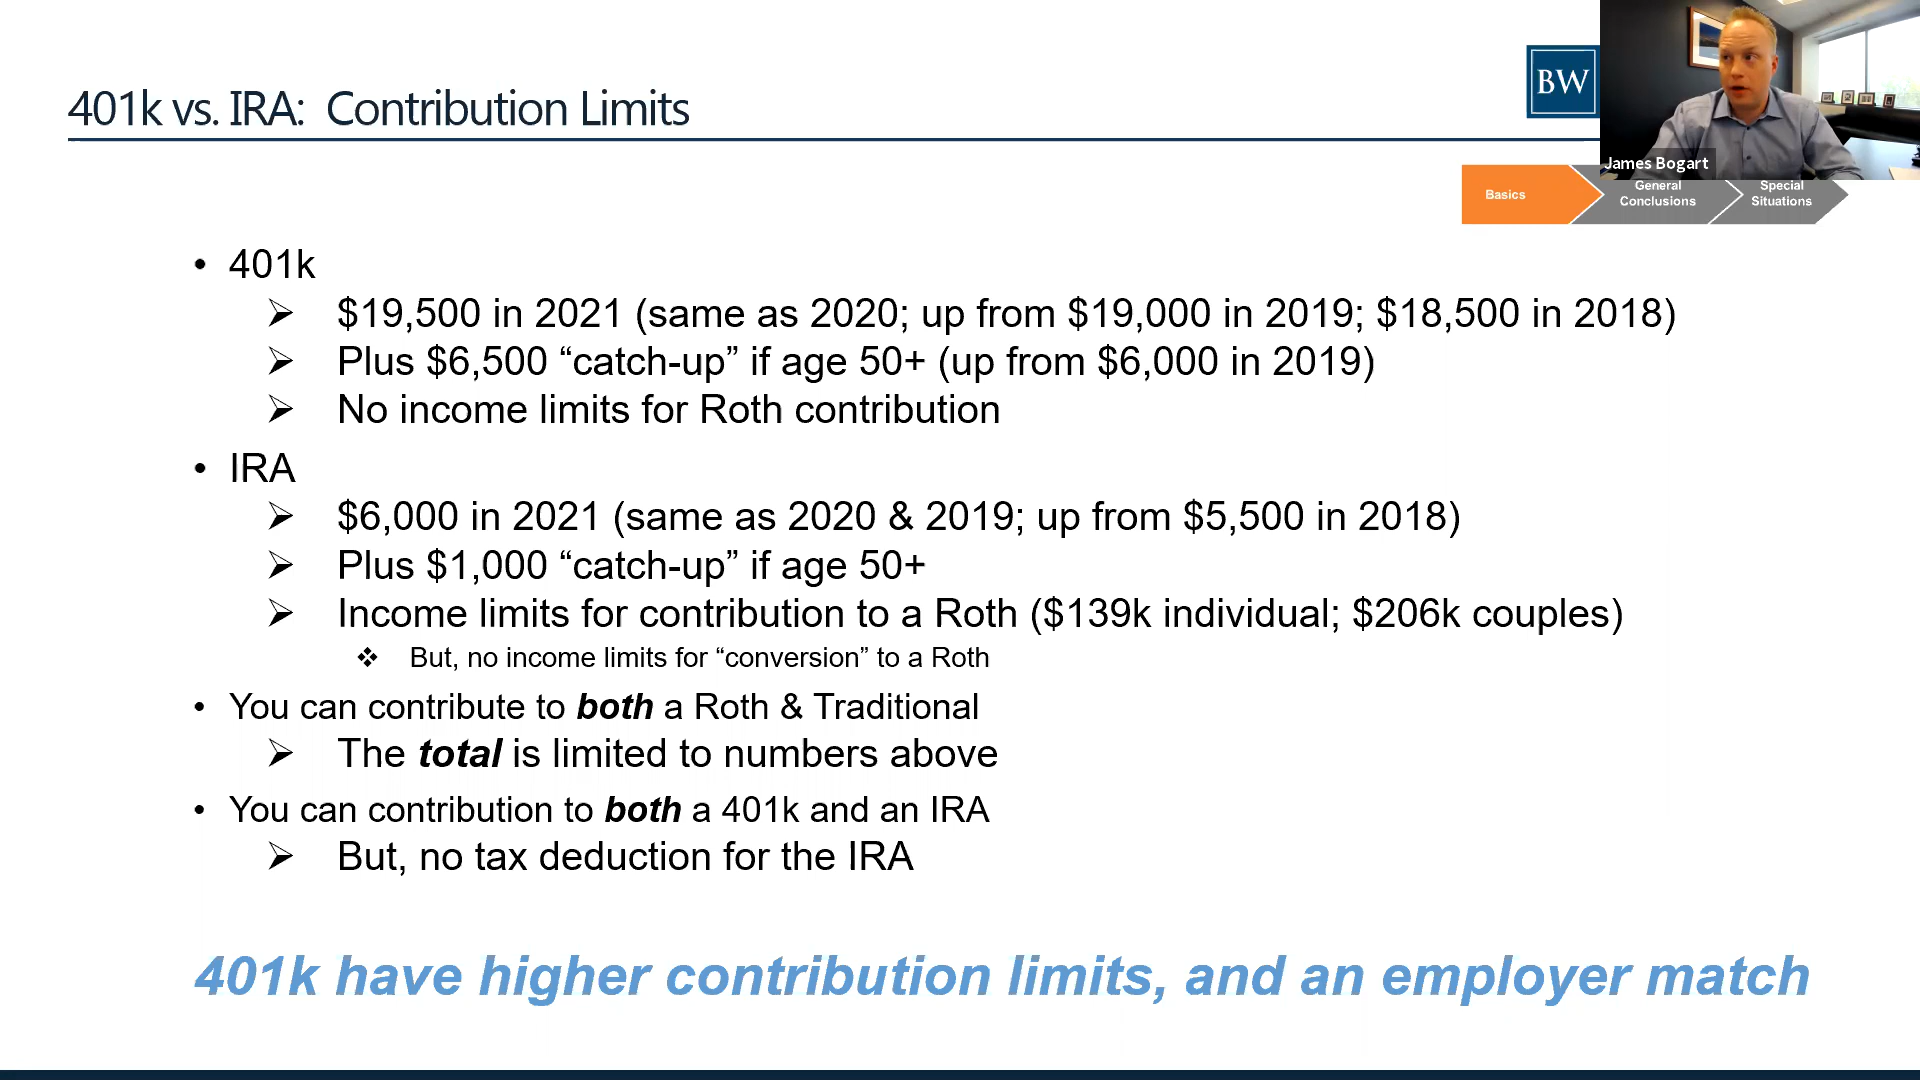 401k vs. IRA:  Contribution Limits
BW
James Bogart
Basics
General
Conclusions
Special
Situations
• 401k
➢ $19,500 in 2021 (same as 2020; up from $19,000 in 2019; $18,500 in 2018)
➢ Plus $6,500 “catch-up” if age 50+ (up from $6,000 in 2019)
➢ No income limits for Roth contribution
• IRA
➢ $6,000 in 2021 (same as 2020 & 2019; up from $5,500 in 2018)
➢ Plus $1,000 “catch-up” if age 50+
➢ Income limits for contribution to a Roth ($139k individual; $206k couples)
❖ But, no income limits for “conversion” to a Roth
• You can contribute to both a Roth & Traditional
➢ The total is limited to numbers above
• You can contribution to both a 401k and an IRA
➢ But, no tax deduction for the IRA
401k have higher contribution limits, and an employer match